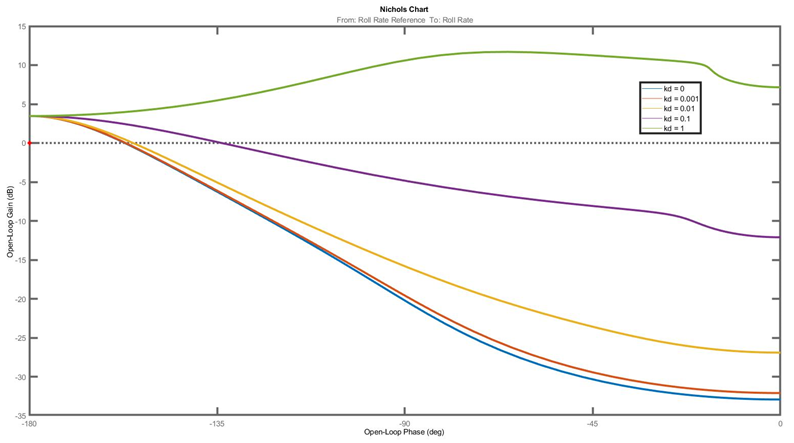 Nichols Chart
From: Roll Rate Reference To: Roll Rate
15
10
5
0
-5
-10
-15
-20
-25
-30
-35
Open-Loop Gain (dB)
kd = 0
kd = 0.001
kd = 0.01
kd = 0.1
kd = 1
-180
-135
-90
-45
0
Open-Loop Phase (deg)